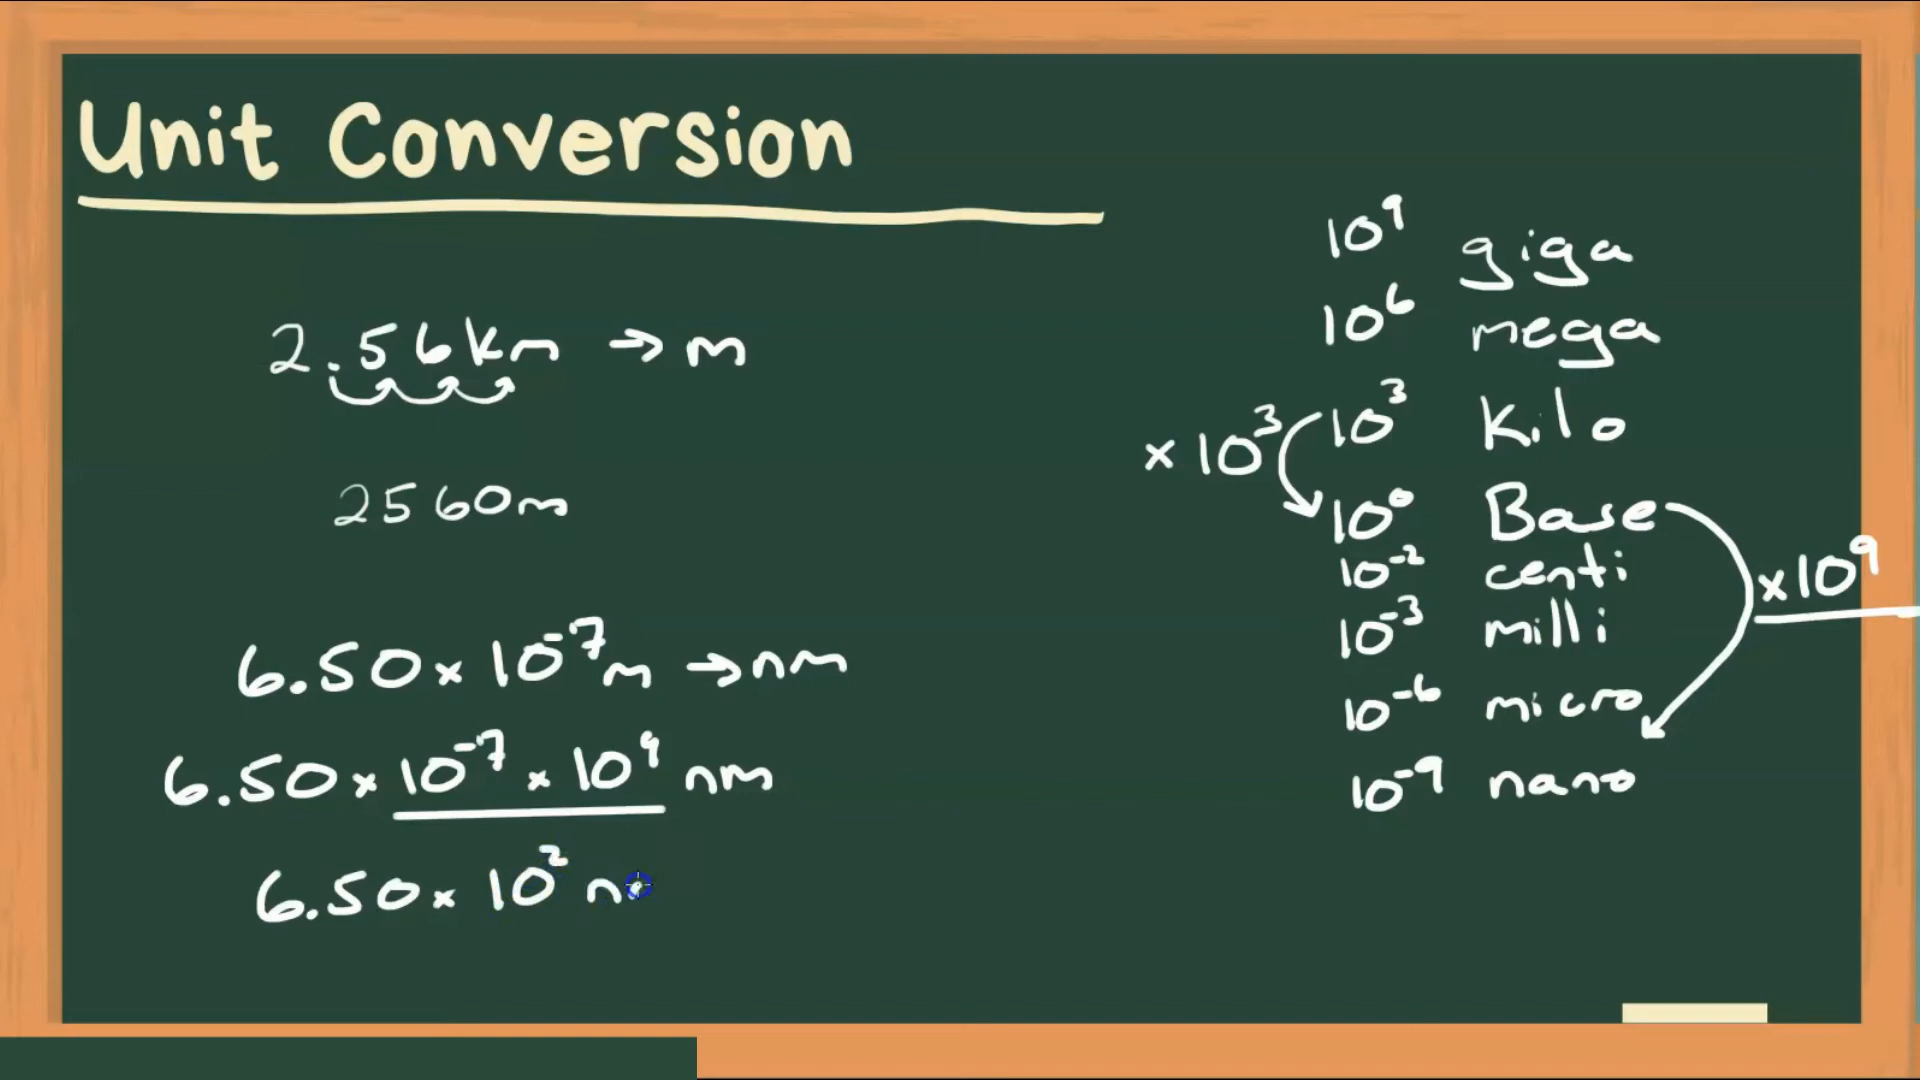 Unit Conversion
2.56km → m
2560m
6.50 × 10⁻⁷m → nm
6.50 × 10⁻⁷ × 10⁹ nm
6.50 × 10² n
10⁹ giga
10⁶ mega
× 10³
10³ Kilo
10⁰ Base
10⁻² centi
×10⁹
10⁻³ milli
10⁻⁶ micro
10⁻⁹ nano